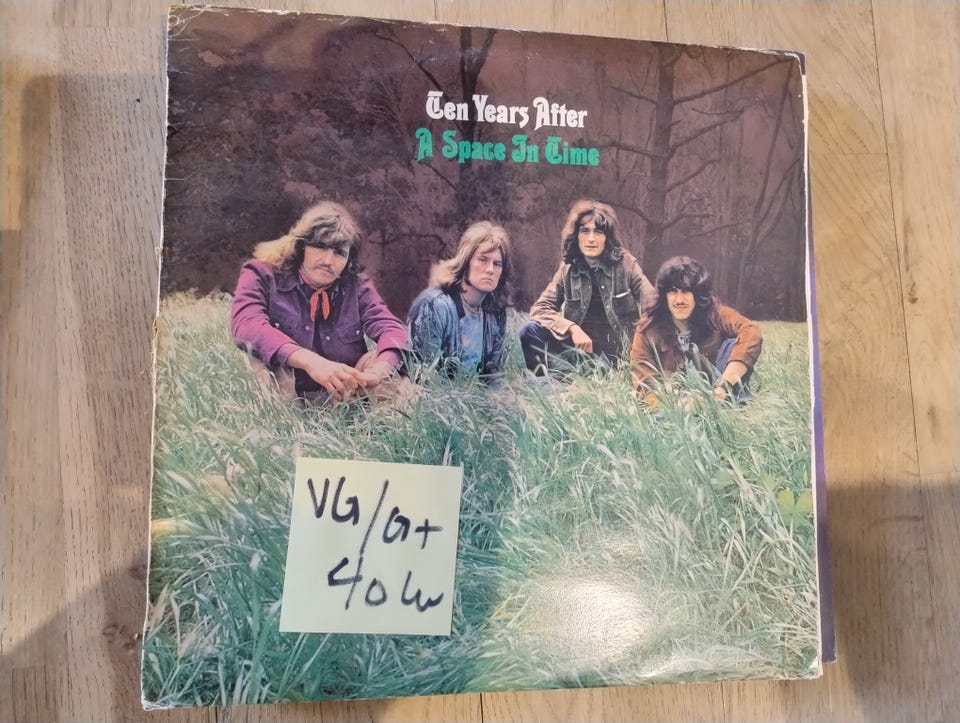 Ten Years After
A Space In Time
VG/G+
40 kr